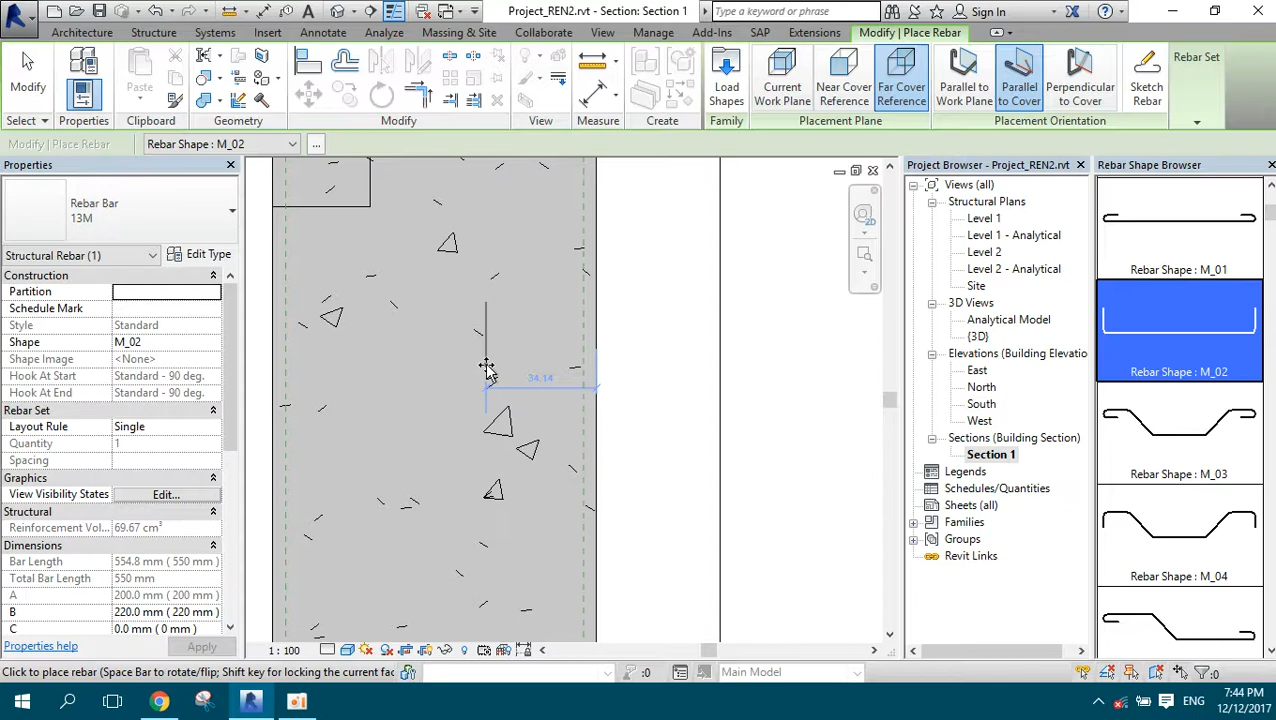 Project_REN2.rvt - Section: Section 1
Type a keyword or phrase
Sign In
Architecture Structure Systems Insert Annotate Analyze Massing & Site Collaborate View Manage Add-Ins SAP Extensions Modify | Place Rebar
Modify
Paste
Load Shapes
Current Work Plane
Near Cover Reference
Far Cover Reference
Parallel to Work Plane
Parallel to Cover
Perpendicular to Cover
Sketch Rebar
Rebar Set
Select Properties Clipboard Geometry Modify View Measure Create Family Placement Plane Placement Orientation
Modify | Place Rebar
Rebar Shape : M_02
...
Properties
Rebar Bar
13M
Structural Rebar (1)
Edit Type
Construction
Partition
Schedule Mark
Style Standard
Shape M_02
Shape Image <None>
Hook At Start Standard - 90 deg.
Hook At End Standard - 90 deg.
Rebar Set
Layout Rule Single
Quantity 1
Spacing
Graphics
View Visibility States Edit...
Structural
Reinforcement Vol... 69.67 cm³
Dimensions
Bar Length 554.8 mm ( 550 mm )
Total Bar Length 550 mm
A 200.0 mm ( 200 mm )
B 220.0 mm ( 220 mm )
C 0.0 mm ( 0 mm )
Properties help
Apply
34.14
2D
Project Browser - Project_REN2.rvt
Views (all)
Structural Plans
Level 1
Level 1 - Analytical
Level 2
Level 2 - Analytical
Site
3D Views
Analytical Model
{3D}
Elevations (Building Elevatio
East
North
South
West
Sections (Building Section)
Section 1
Legends
Schedules/Quantities
Sheets (all)
Families
Groups
Revit Links
Rebar Shape Browser
Rebar Shape : M_01
Rebar Shape : M_02
Rebar Shape : M_03
Rebar Shape : M_04
1 : 100
Click to place rebar (Space Bar to rotate/flip; Shift key for locking the current fac
:0
Main Model
:0
ENG
7:44 PM
12/12/2017